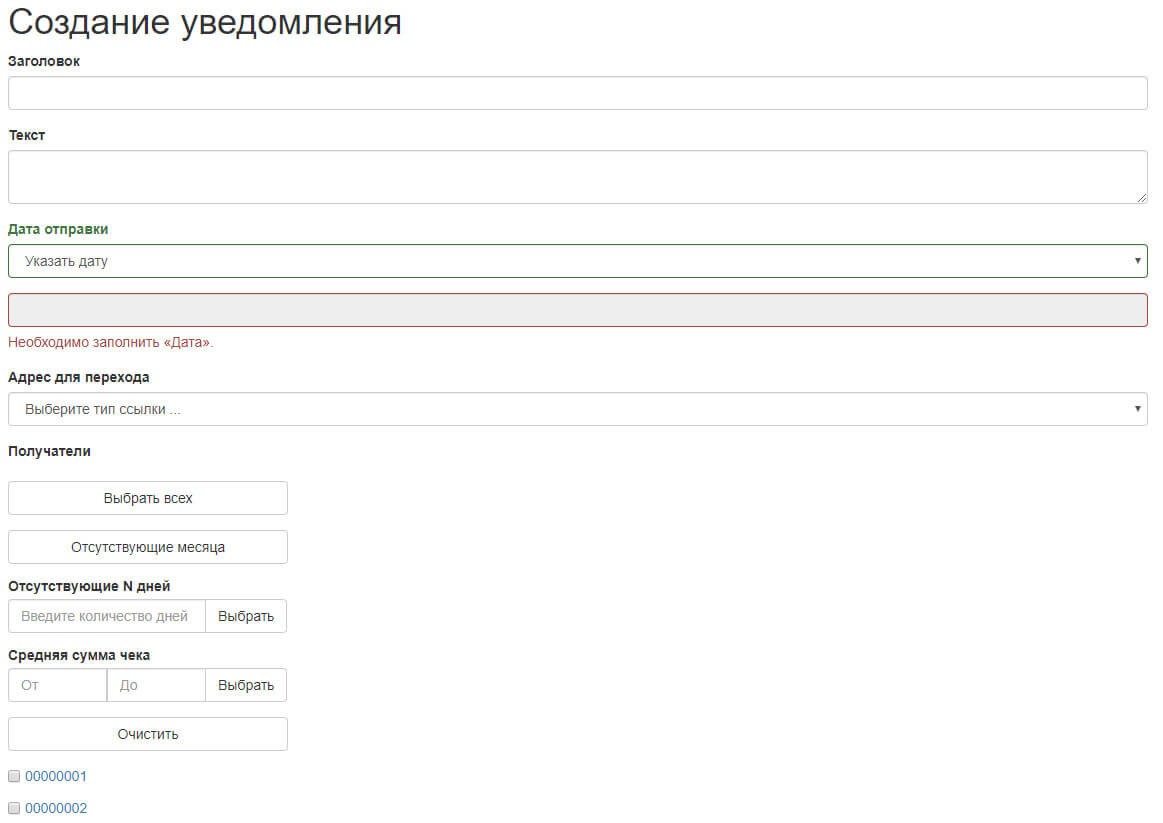 Создание уведомления
Заголовок
Текст
Дата отправки
Указать дату
Необходимо заполнить «Дата».
Адрес для перехода
Выберите тип ссылки ...
Получатели
Выбрать всех
Отсутствующие месяца
Отсутствующие N дней
Введите количество дней Выбрать
Средняя сумма чека
От До Выбрать
Очистить
00000001
00000002